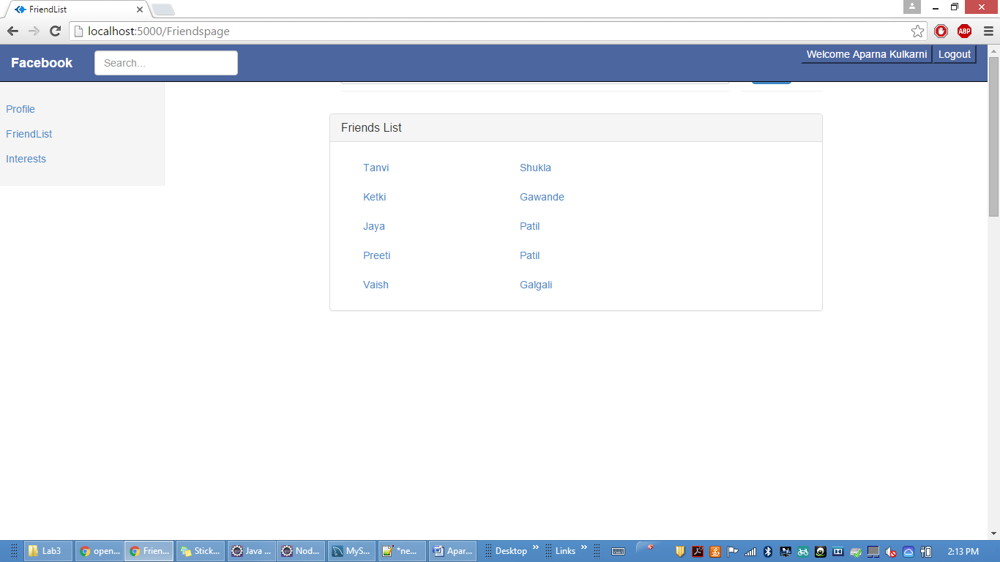 FriendList
localhost:5000/Friendspage
ABP
Facebook
Search...
Welcome Aparna Kulkarni
Logout
Profile
FriendList
Interests
Friends List
Tanvi Shukla
Ketki Gawande
Jaya Patil
Preeti Patil
Vaish Galgali
Lab3
open...
Frien...
Stick...
Java ...
Nod...
MyS...
*ne...
Apar...
Desktop
Links
2:13 PM